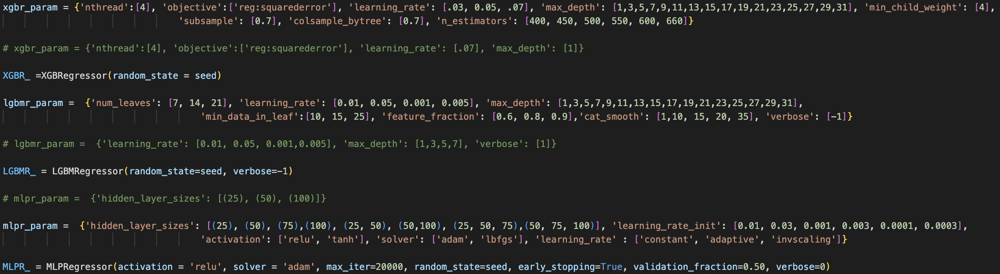 xgbr_param = {'nthread':[4], 'objective':['reg:squarederror'], 'learning_rate': [.03, 0.05, .07], 'max_depth': [1,3,5,7,9,11,13,15,17,19,21,23,25,27,29,31], 'min_child_weight': [4],
'subsample': [0.7], 'colsample_bytree': [0.7], 'n_estimators': [400, 450, 500, 550, 600, 660]}
# xgbr_param = {'nthread':[4], 'objective':['reg:squarederror'], 'learning_rate': [.07], 'max_depth': [1]}
XGBR_ =XGBRegressor(random_state = seed)
lgbmr_param =  {'num_leaves': [7, 14, 21], 'learning_rate': [0.01, 0.05, 0.001, 0.005], 'max_depth': [1,3,5,7,9,11,13,15,17,19,21,23,25,27,29,31],
'min_data_in_leaf':[10, 15, 25], 'feature_fraction': [0.6, 0.8, 0.9],'cat_smooth': [1,10, 15, 20, 35], 'verbose': [-1]}
# lgbmr_param =  {'learning_rate': [0.01, 0.05, 0.001,0.005], 'max_depth': [1,3,5,7], 'verbose': [1]}
LGBMR_ = LGBMRegressor(random_state=seed, verbose=-1)
# mlpr_param =  {'hidden_layer_sizes': [(25), (50), (100)]}
mlpr_param =  {'hidden_layer_sizes': [(25), (50), (75),(100), (25, 50), (50,100), (25, 50, 75),(50, 75, 100)], 'learning_rate_init': [0.01, 0.03, 0.001, 0.003, 0.0001, 0.0003],
'activation': ['relu', 'tanh'], 'solver': ['adam', 'lbfgs'], 'learning_rate' : ['constant', 'adaptive', 'invscaling']}
MLPR_ = MLPRegressor(activation = 'relu', solver = 'adam', max_iter=20000, random_state=seed, early_stopping=True, validation_fraction=0.50, verbose=0)